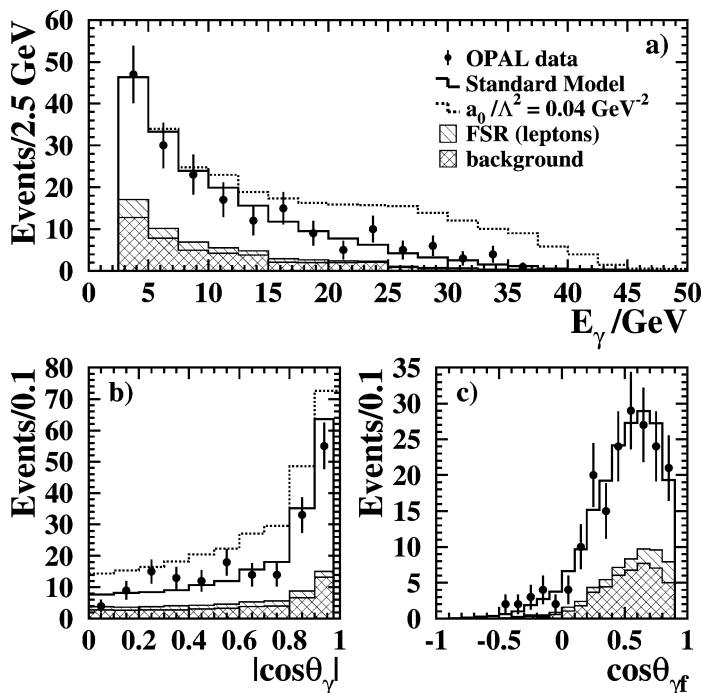 a)
Events/2.5 GeV
60
50
40
30
20
10
0
OPAL data
Standard Model
a0 /Λ2 = 0.04 GeV-2
FSR (leptons)
background
0 5 10 15 20 25 30 35 40 45 50
Eγ /GeV
b)
Events/0.1
80
70
60
50
40
30
20
10
0
0 0.2 0.4 0.6 0.8 1
|cosθγ|
c)
Events/0.1
35
30
25
20
15
10
5
0
-1 -0.5 0 0.5 1
cosθγf